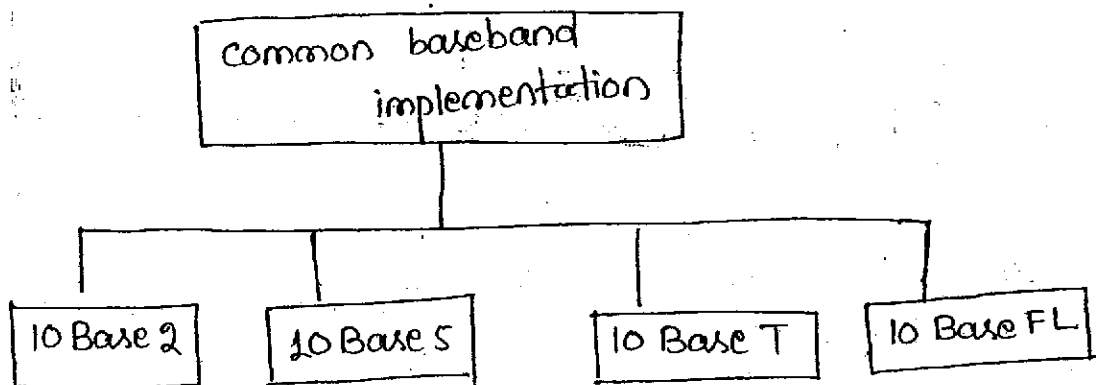 common baseband
implementation
10 Base 2
10 Base 5
10 Base T
10 Base FL